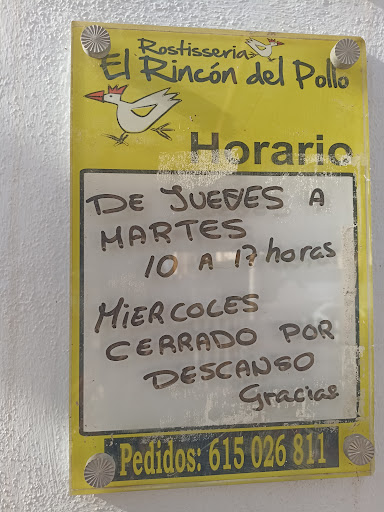 Rostisseria
El Rincón del Pollo
Horario
DE JUEVES A
MARTES
10 A 17 horas
MIERCOLES
CERRADO POR
DESCANSO
Gracias
Pedidos: 615 026 811